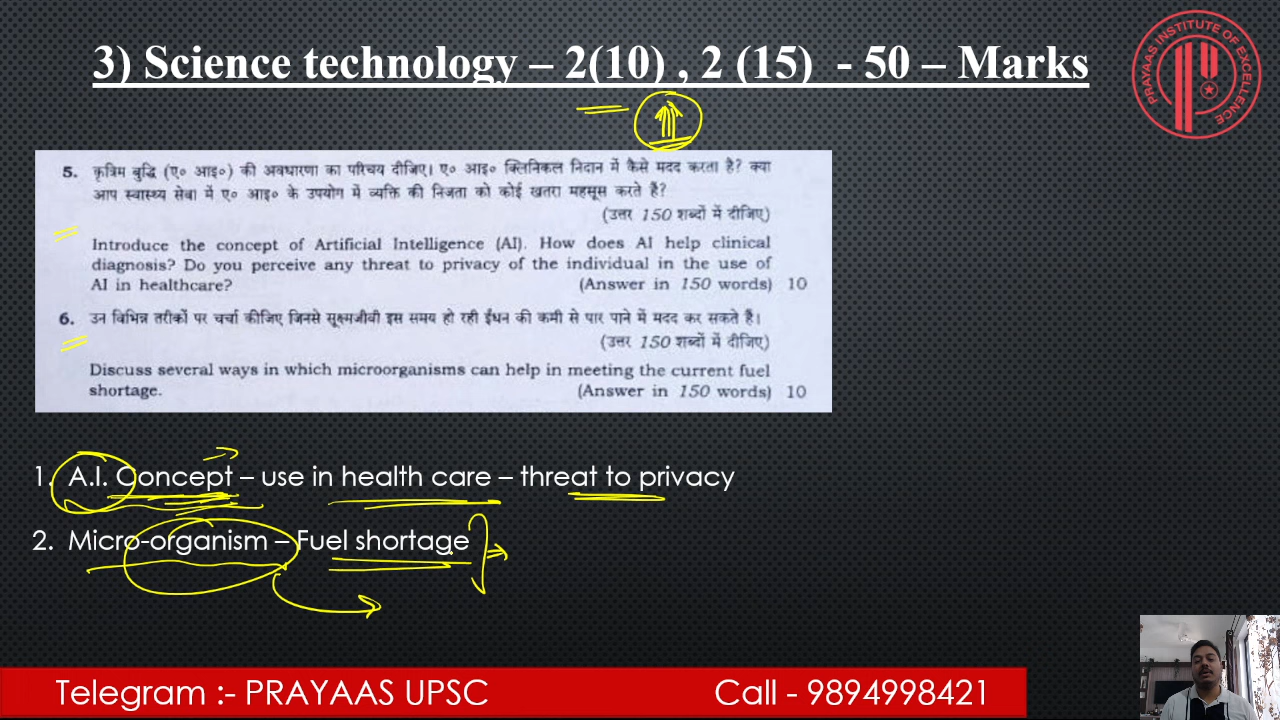 3) Science technology – 2(10) , 2 (15) - 50 – Marks
PRAYAAS INSTITUTE OF EXCELLENCE
5. कृत्रिम बुद्धि (ए० आइ०) की अवधारणा का परिचय दीजिए। ए० आइ० क्लिनिकल निदान में कैसे मदद करता है? क्या
आप स्वास्थ्य सेवा में ए० आइ० के उपयोग में व्यक्ति की निजता को कोई खतरा महसूस करते हैं?
(उत्तर 150 शब्दों में दीजिए)
Introduce the concept of Artificial Intelligence (AI). How does AI help clinical
diagnosis? Do you perceive any threat to privacy of the individual in the use of
AI in healthcare? (Answer in 150 words) 10
6. उन विभिन्न तरीकों पर चर्चा कीजिए जिनसे सूक्ष्मजीवी इस समय हो रही ईंधन की कमी से पार पाने में मदद कर सकते हैं।
(उत्तर 150 शब्दों में दीजिए)
Discuss several ways in which microorganisms can help in meeting the current fuel
shortage. (Answer in 150 words) 10
1. A.I. Concept – use in health care – threat to privacy
2. Micro-organism – Fuel shortage
Telegram :- PRAYAAS UPSC Call - 9894998421